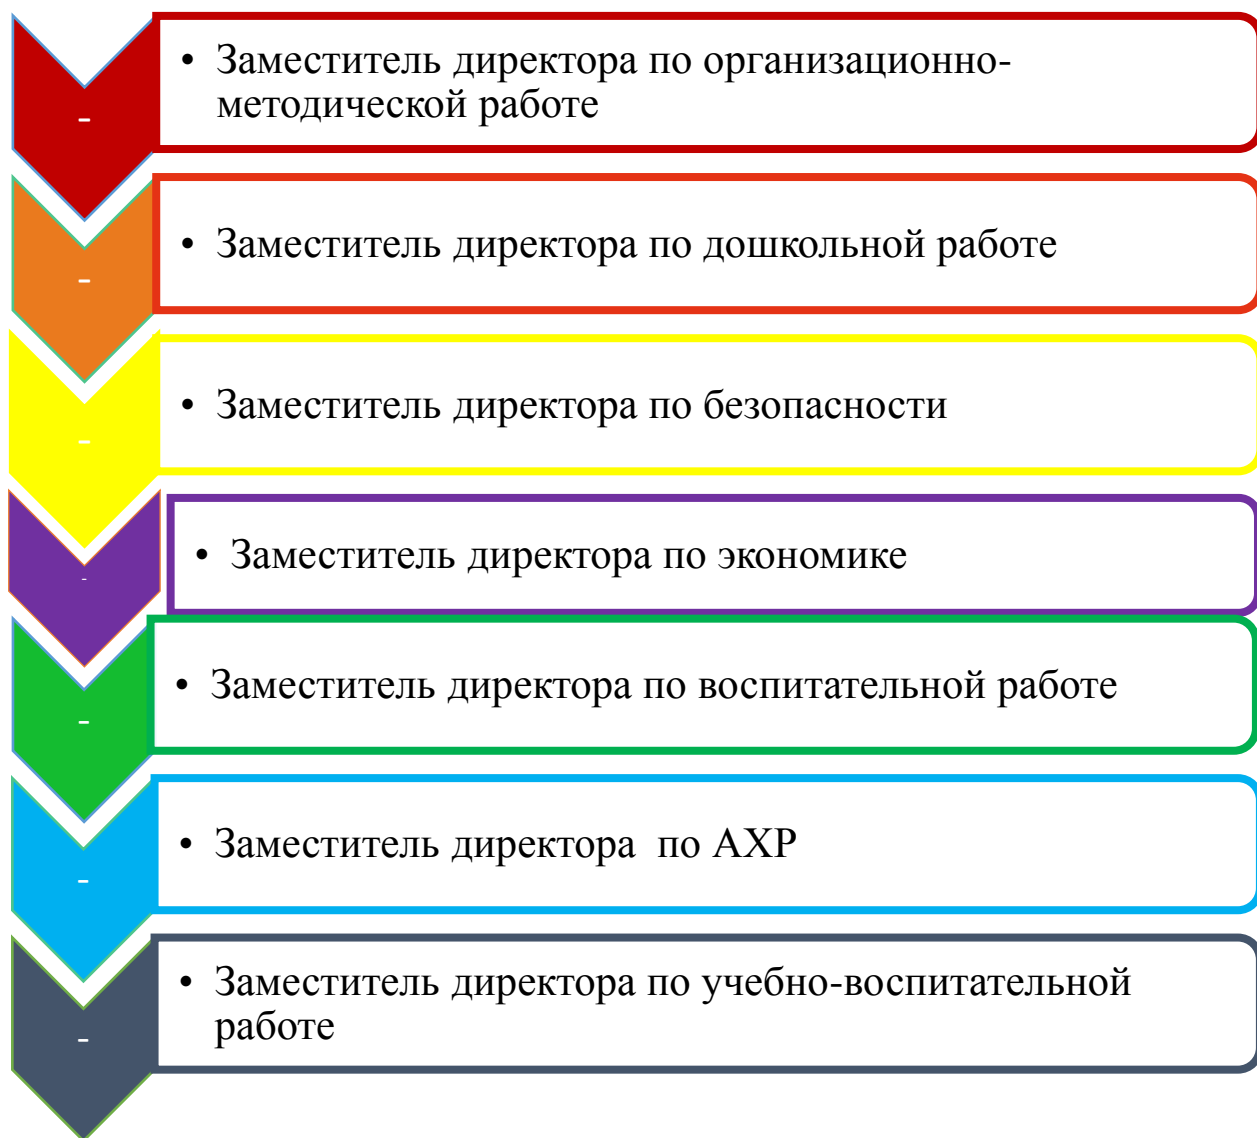 -
• Заместитель директора по организационно-
методической работе
-
• Заместитель директора по дошкольной работе
-
• Заместитель директора по безопасности
-
• Заместитель директора по экономике
-
• Заместитель директора по воспитательной работе
-
• Заместитель директора  по АХР
-
• Заместитель директора по учебно-воспитательной
работе
-